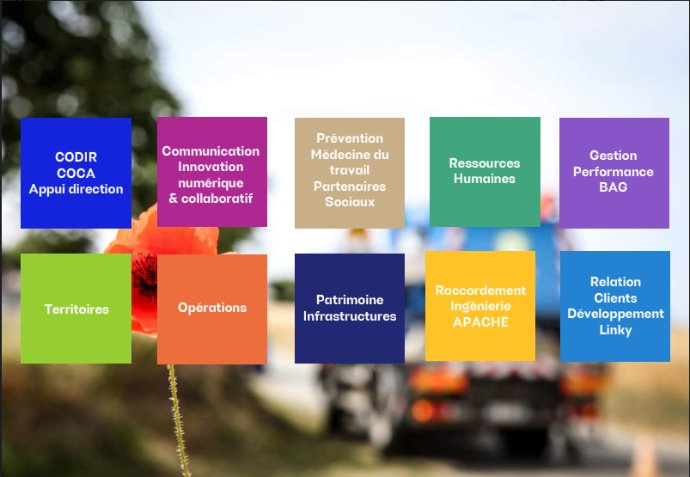 CODIR
COCA
Appui direction
Communication
Innovation
numérique
& collaboratif
Prévention
Médecine du
travail
Partenaires
Sociaux
Ressources
Humaines
Gestion
Performance
BAG
Territoires
Opérations
Patrimoine
Infrastructures
Raccordement
Ingénierie
APACHE
Relation
Clients
Développement
Linky